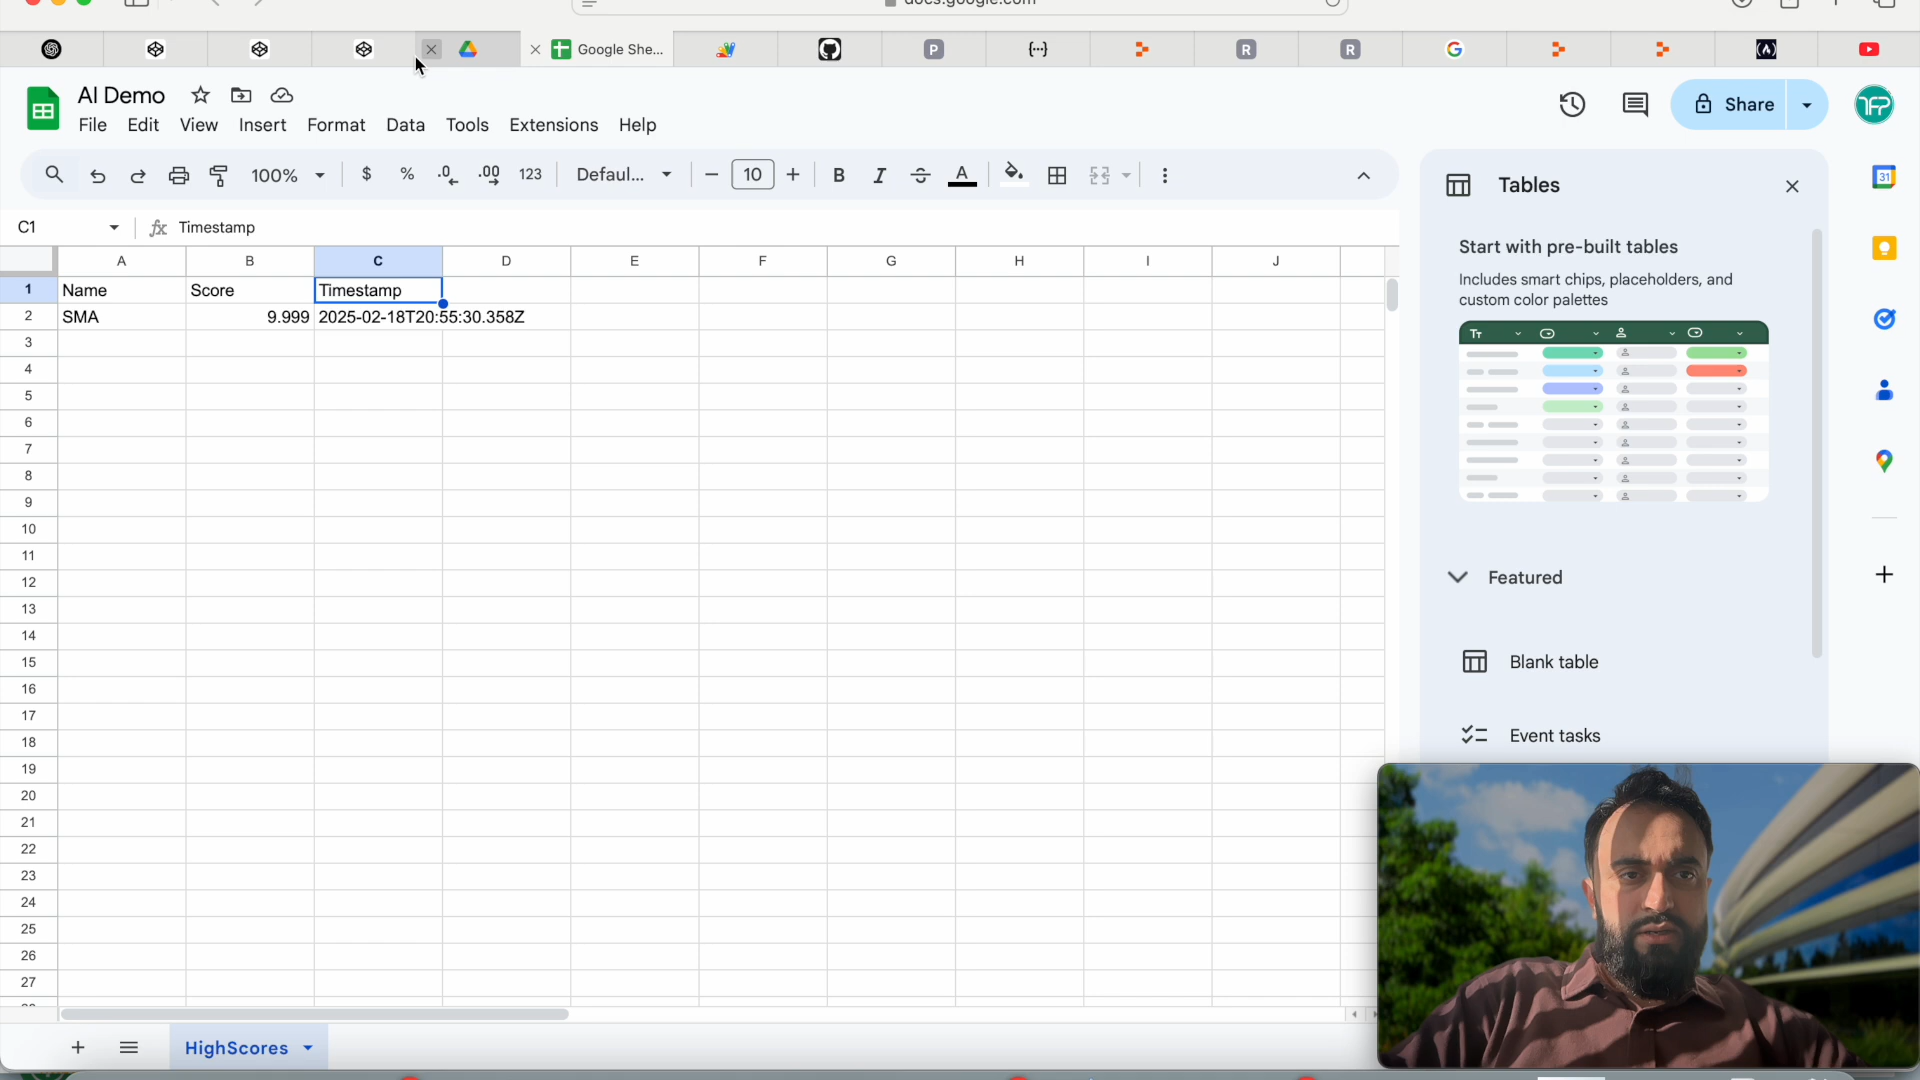 docs.google.com
P
{···}
R
R
Google She...
AI Demo
File Edit View Insert Format Data Tools Extensions Help
Share
TFP
100%
$ % .0 .00 123 Defaul... 10 B I A
C1
Timestamp
A B C D E F G H I J
1 Name Score Timestamp
2 SMA 9.999 2025-02-18T20:55:30.358Z
3
4
5
6
7
8
9
10
11
12
13
14
15
16
17
18
19
20
21
22
23
24
25
26
27
HighScores
Tables
Start with pre-built tables
Includes smart chips, placeholders, and
custom color palettes
Tт
Featured
Blank table
Event tasks
31